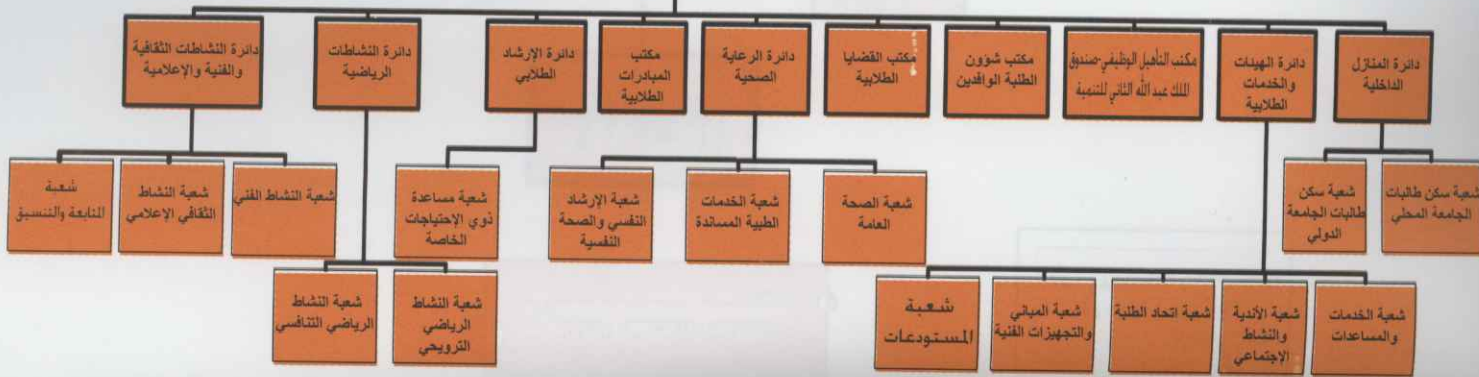 دائرة المنازل
الداخلية
دائرة الهيئات
والخدمات
الطلابية
مكتب التأهيل الوظيفي-صندوق
الملك عبدالله الثاني للتنمية
مكتب شؤون
الطلبة الوافدين
مكتب القضايا
الطلابية
دائرة الرعاية
الصحية
مكتب
المبادرات
الطلابية
دائرة الإرشاد
الطلابي
دائرة النشاطات
الرياضية
دائرة النشاطات الثقافية
والفنية والإعلامية
شعبة سكن طالبات
الجامعة المحلي
شعبة سكن
طالبات الجامعة
الدولي
شعبة الصحة
العامة
شعبة الخدمات
الطبية المساندة
شعبة الإرشاد
النفسي والصحة
النفسية
شعبة مساعدة
ذوي الإحتياجات
الخاصة
شعبة النشاط الفني
شعبة النشاط
الثقافي الإعلامي
شعبة
المتابعة والتنسيق
شعبة الخدمات
والمساعدات
شعبة الأندية
والنشاط
الإجتماعي
شعبة إتحاد الطلبة
شعبة المباني
والتجهيزات الفنية
شعبة
المستودعات
شعبة النشاط
الرياضي
الترويحي
شعبة النشاط
الرياضي التنافسي